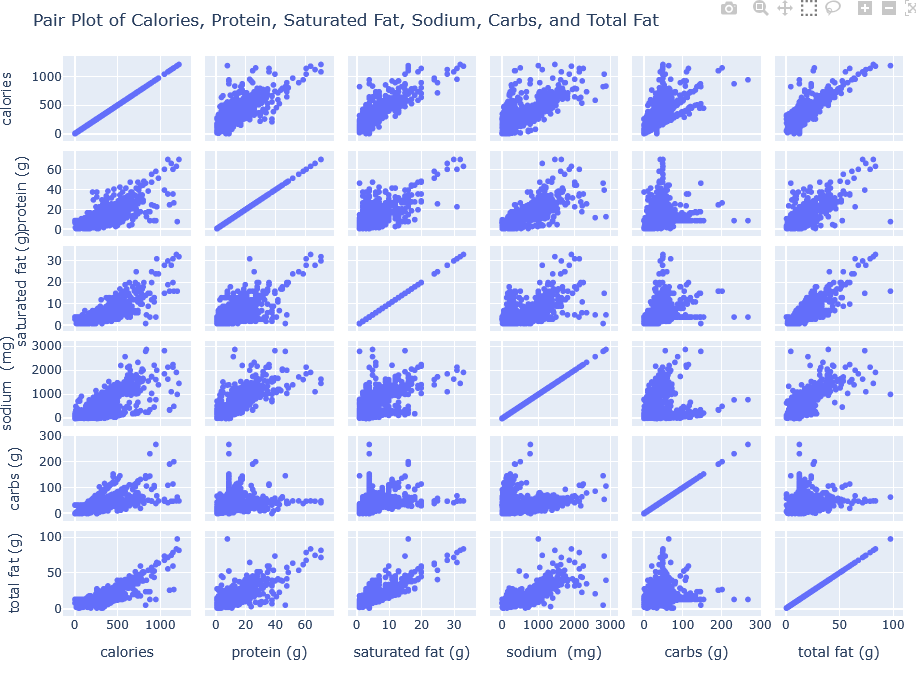 Pair Plot of Calories, Protein, Saturated Fat, Sodium, Carbs, and Total Fat
calories
1000
500
0
protein (g)
60
40
20
0
saturated fat (g)
30
20
10
0
sodium  (mg)
3000
2000
1000
0
carbs (g)
300
200
100
0
total fat (g)
100
50
0
0 500 1000 0 20 40 60 0 10 20 30 0 1000 2000 3000 0 100 200 300 0 50 100
calories protein (g) saturated fat (g) sodium  (mg) carbs (g) total fat (g)